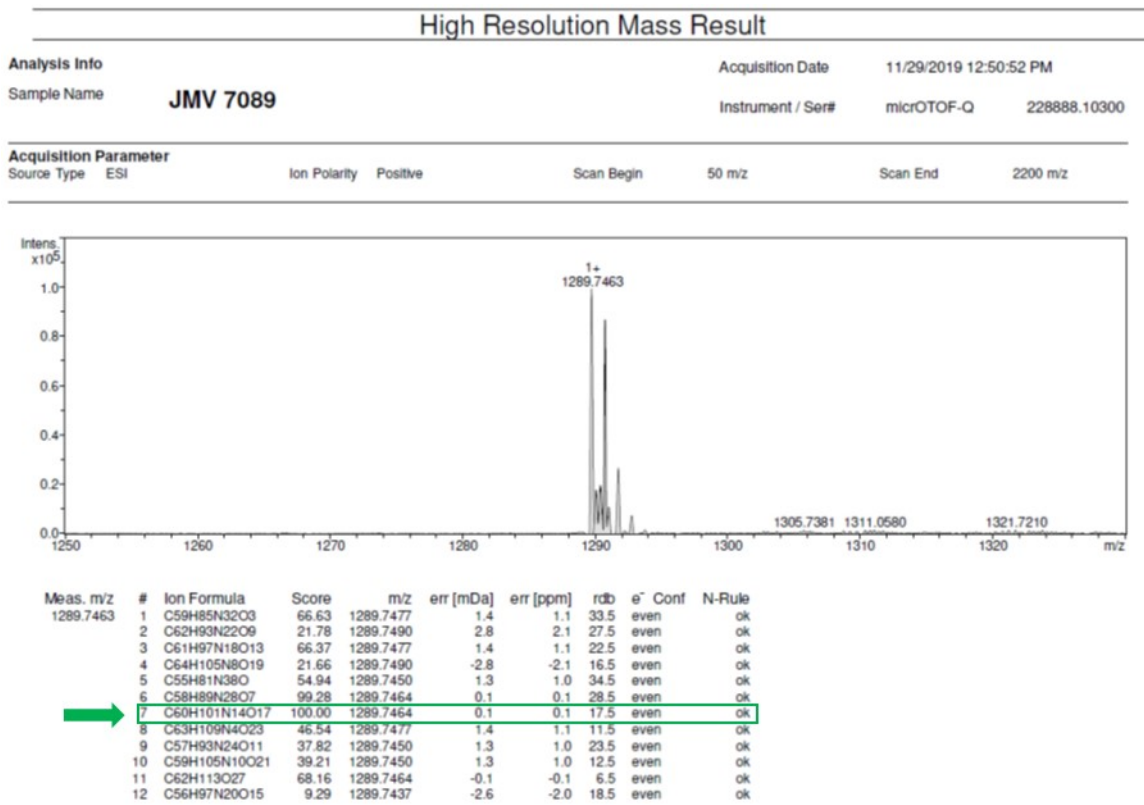 High Resolution Mass Result
Analysis Info
Acquisition Date 11/29/2019 12:50:52 PM
Sample Name JMV 7089
Instrument / Ser# micrOTOF-Q 228888.10300
Acquisition Parameter
Source Type ESI Ion Polarity Positive Scan Begin 50 m/z Scan End 2200 m/z
Intens.
x10^5
1+
1289.7463
1.0
0.8
0.6
0.4
0.2
0.0
1305.7381 1311.0580 1321.7210
1250 1260 1270 1280 1290 1300 1310 1320 m/z
Meas. m/z # Ion Formula Score m/z err [mDa] err [ppm] rdb e⁻ Conf N-Rule
1289.7463 1 C59H85N32O3 66.63 1289.7477 1.4 1.1 33.5 even ok
2 C62H93N22O9 21.78 1289.7490 2.8 2.1 27.5 even ok
3 C61H97N18O13 66.37 1289.7477 1.4 1.1 22.5 even ok
4 C64H105N8O19 21.66 1289.7490 -2.8 -2.1 16.5 even ok
5 C55H81N38O 54.94 1289.7450 1.3 1.0 34.5 even ok
6 C58H89N28O7 99.28 1289.7464 0.1 0.1 28.5 even ok
7 C60H101N14O17 100.00 1289.7464 0.1 0.1 17.5 even ok
8 C63H109N4O23 46.54 1289.7477 1.4 1.1 11.5 even ok
9 C57H93N24O11 37.82 1289.7450 1.3 1.0 23.5 even ok
10 C59H105N10O21 39.21 1289.7450 1.3 1.0 12.5 even ok
11 C62H113O27 68.16 1289.7464 -0.1 -0.1 6.5 even ok
12 C56H97N20O15 9.29 1289.7437 -2.6 -2.0 18.5 even ok